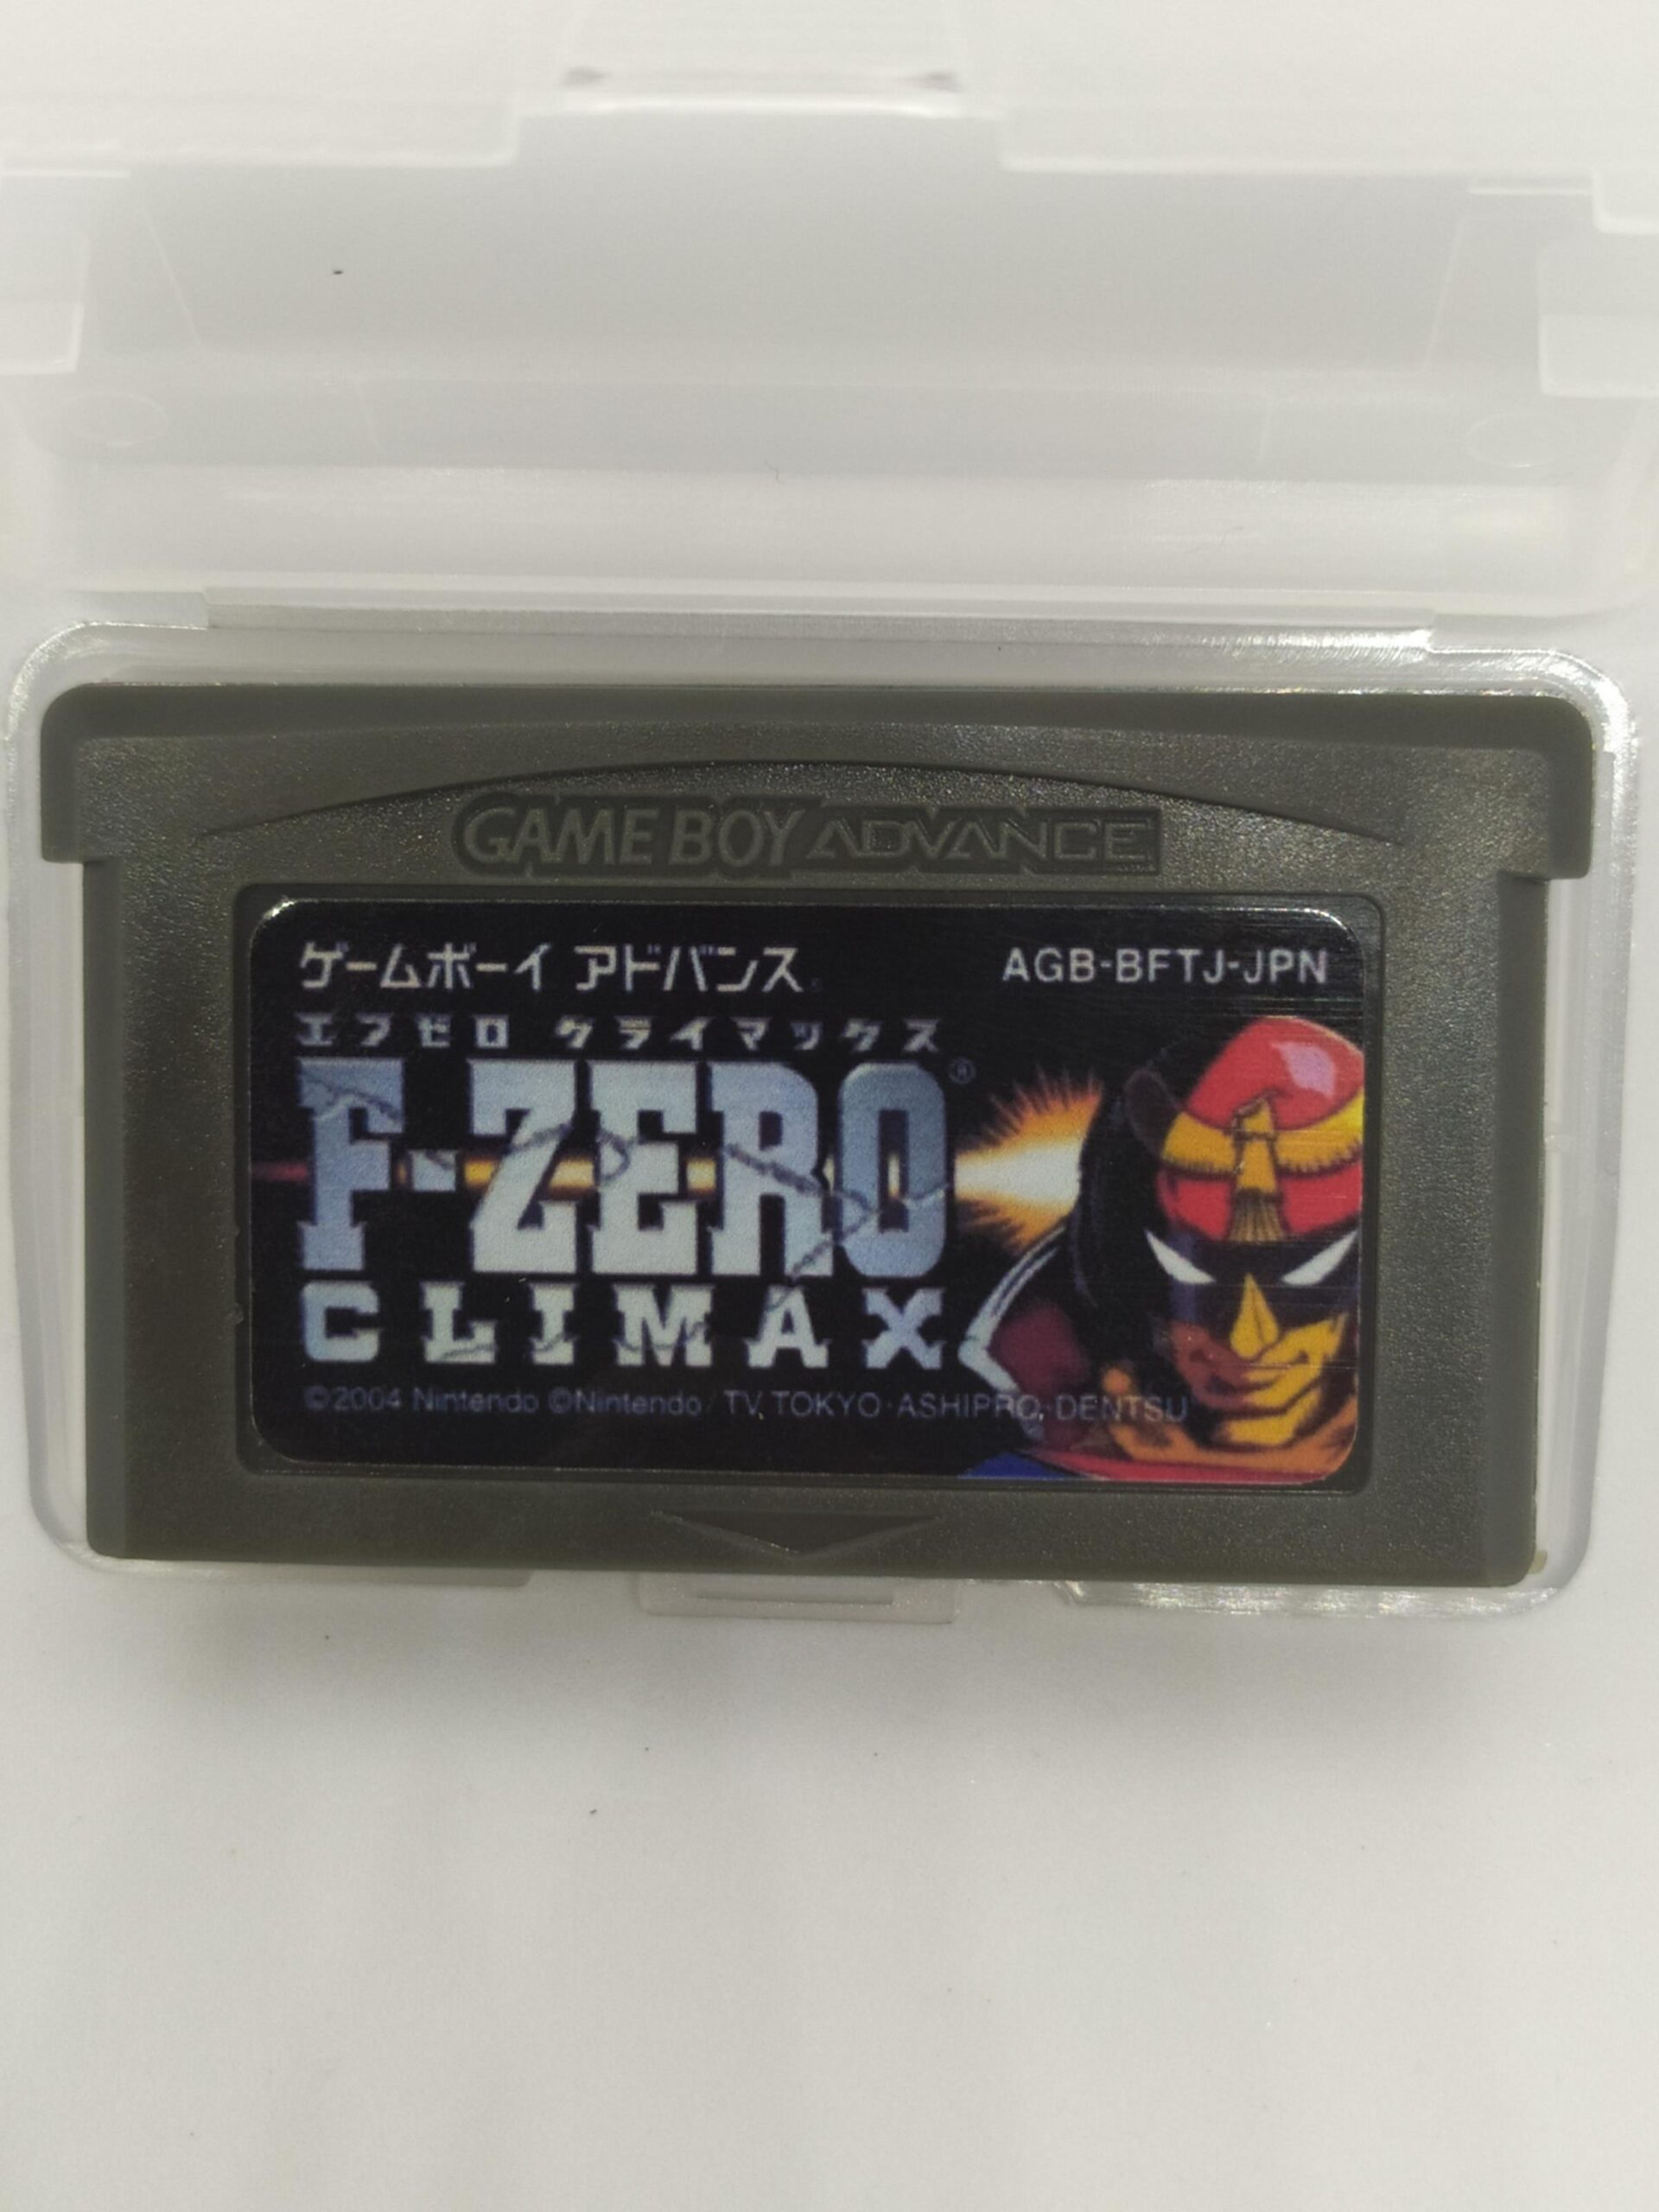 GAME BOY ADVANCE
ゲームボーイ アドバンス
AGB-BFTJ-JPN
エフゼロ クライマックス
F-ZERO®
CLIMAX
©2004 Nintendo ©Nintendo / TV TOKYO・ASHIPRO・DENTSU